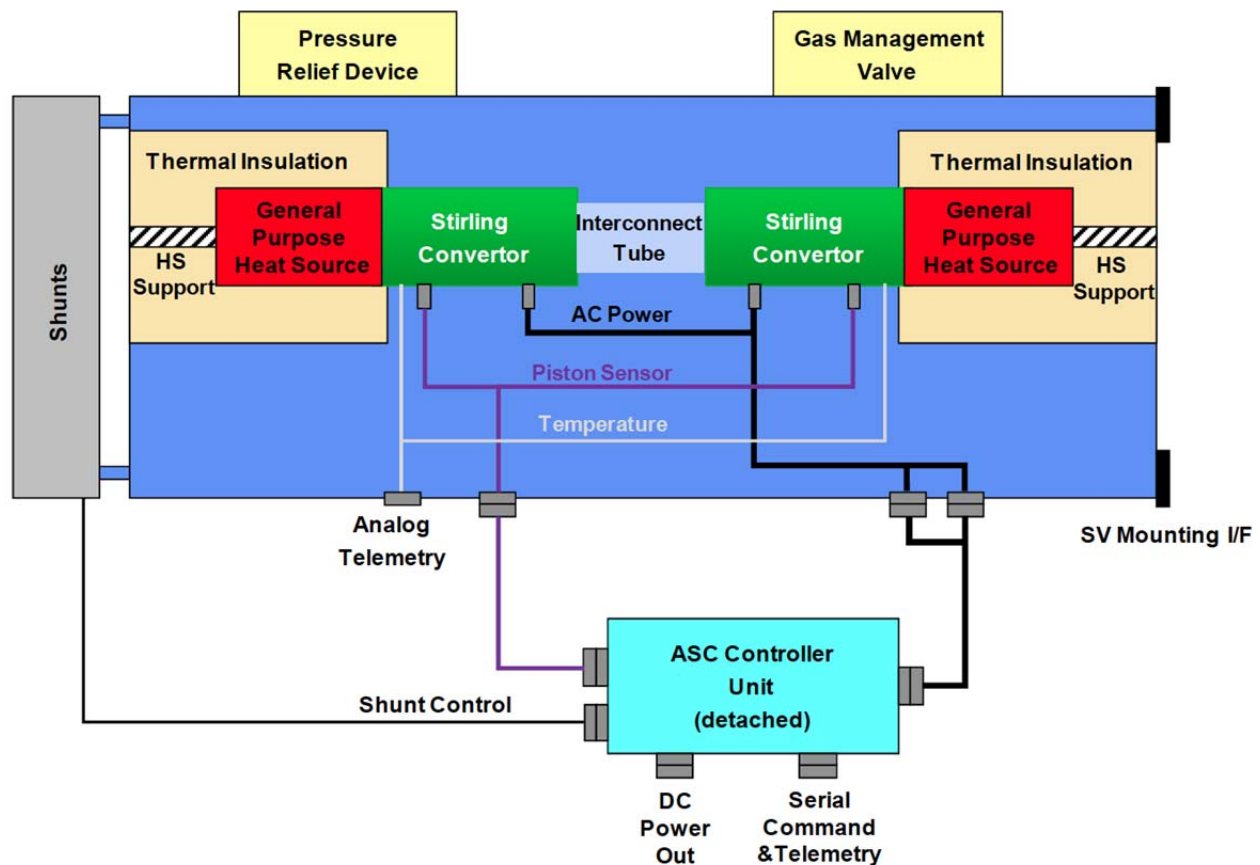 Pressure
Relief Device
Gas Management
Valve
Thermal Insulation
Thermal Insulation
General
Purpose
Heat Source
Stirling
Convertor
Interconnect
Tube
Stirling
Convertor
General
Purpose
Heat Source
HS
Support
HS
Support
Shunts
AC Power
Piston Sensor
Temperature
Analog
Telemetry
SV Mounting I/F
ASC Controller
Unit
(detached)
Shunt Control
DC
Power
Out
Serial
Command
&Telemetry